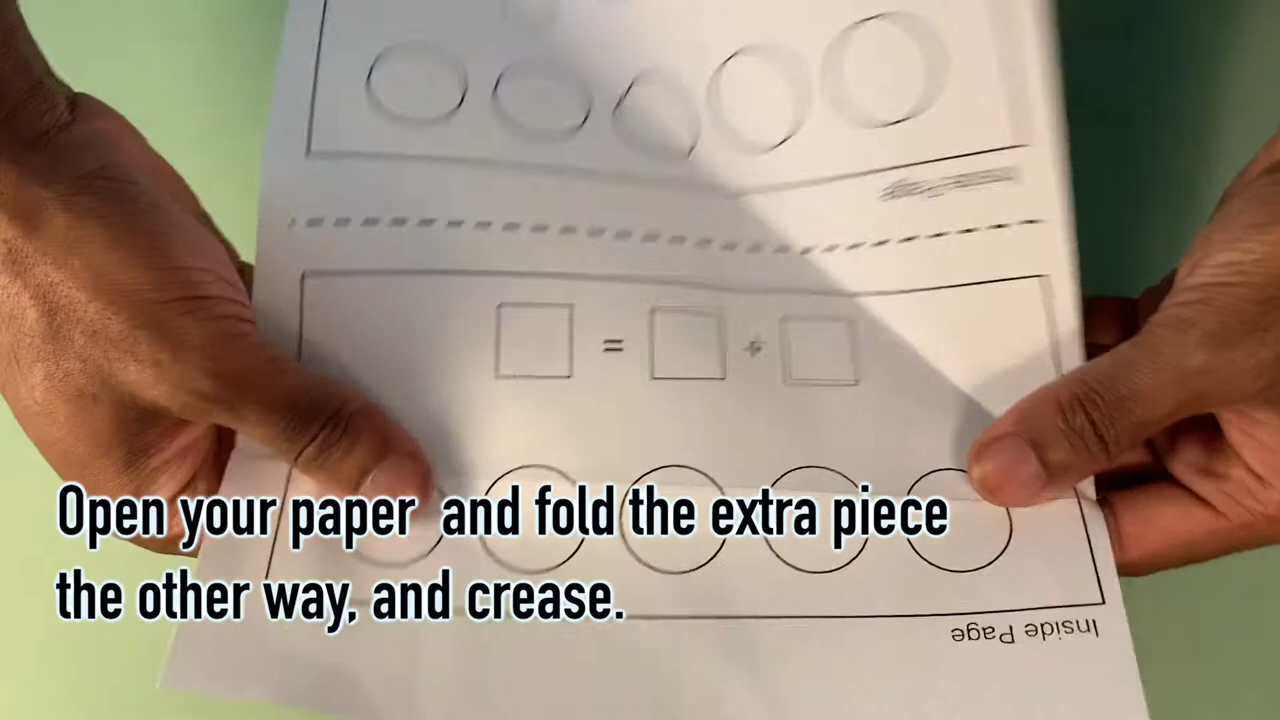 = +
Open your paper and fold the extra piece
the other way, and crease.
Inside Page